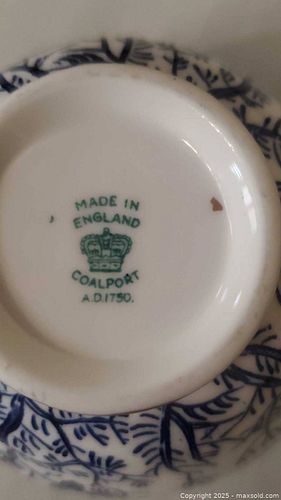 MADE IN
ENGLAND
COALPORT
A.D.1750.
Copyright © 2025 - maxsold.com